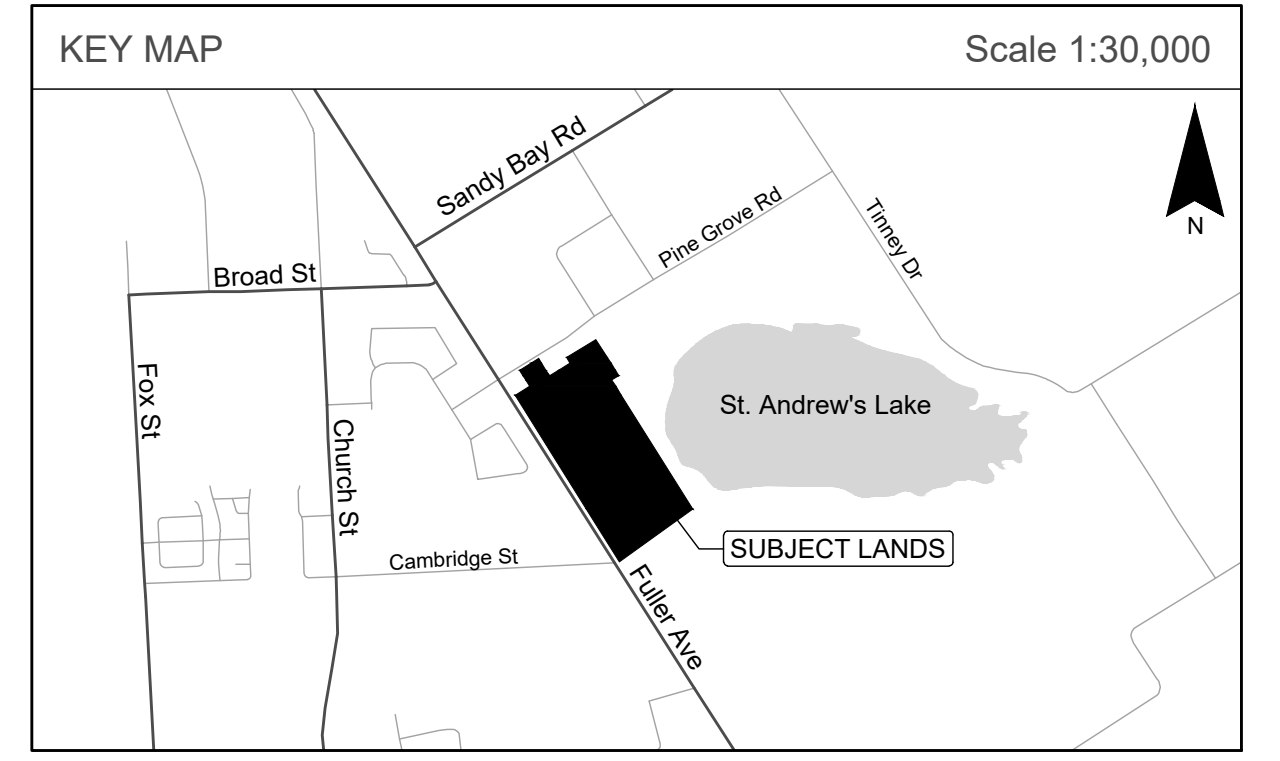 KEY MAP
Scale 1:30,000
Sandy Bay Rd
Pine Grove Rd
Tinney Dr
N
Broad St
Fox St
Church St
St. Andrew's Lake
SUBJECT LANDS
Cambridge St
Fuller Ave